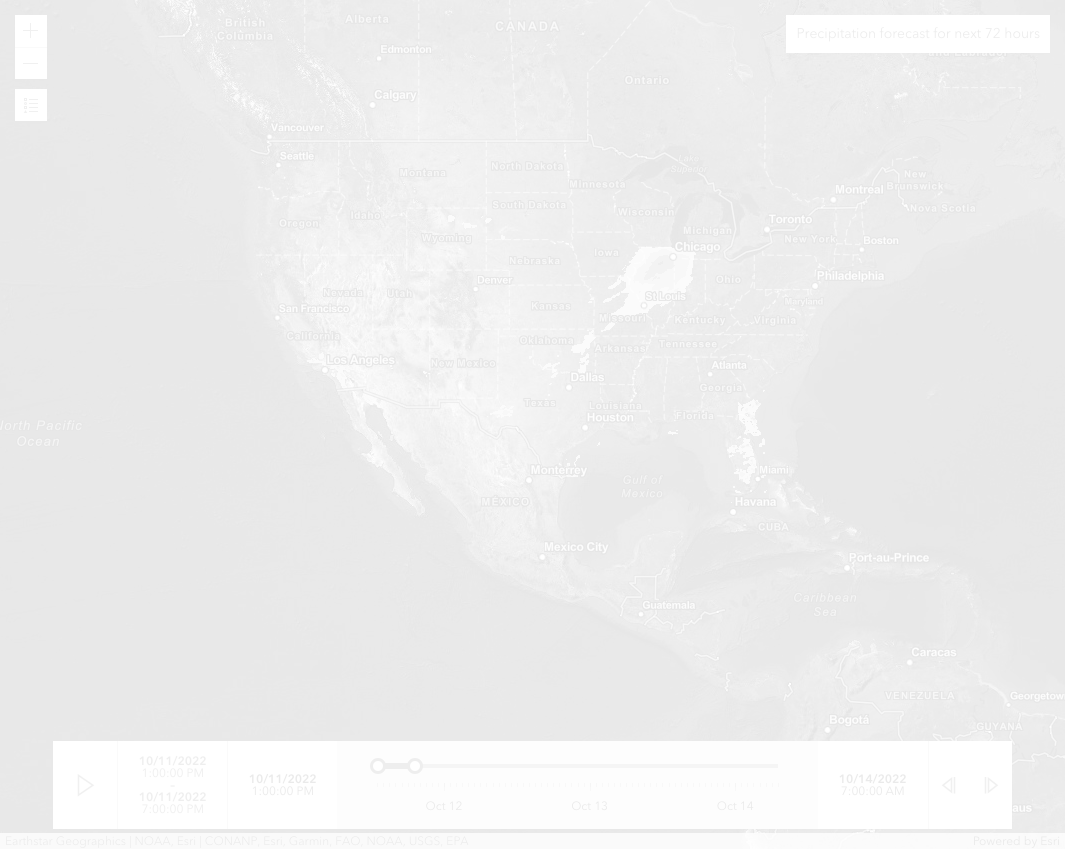 CANADA
Alberta
British
Columbia
Edmonton
Precipitation forecast for next 72 hours
Ontario
Calgary
Vancouver
Seattle
Montana
North Dakota
Minnesota
New
Brunswick
Montreal
Oregon
Idaho
South Dakota
Wisconsin
Nova Scotia
Toronto
Wyoming
Michigan
New York
Boston
Iowa
Chicago
Nebraska
Denver
Ohio
Philadelphia
Nevada
Utah
St Louis
Maryland
San Francisco
Kansas
Missouri
Kentucky
Virginia
California
Oklahoma
Arkansas
Tennessee
Los Angeles
New Mexico
Atlanta
Dallas
Georgia
Texas
Louisiana
Houston
Florida
North Pacific
Ocean
Monterrey
Miami
Gulf of
Mexico
MÉXICO
Havana
CUBA
Mexico City
Port-au-Prince
Guatemala
Caribbean
Sea
Caracas
VENEZUELA
Georgetown
Bogotá
GUYANA
10/11/2022
1:00:00 PM
-
10/11/2022
7:00:00 PM
10/11/2022
1:00:00 PM
Oct 12
Oct 13
Oct 14
10/14/2022
7:00:00 AM
aus
Earthstar Geographics | NOAA, Esri | CONANP, Esri, Garmin, FAO, NOAA, USGS, EPA
Powered by Esri